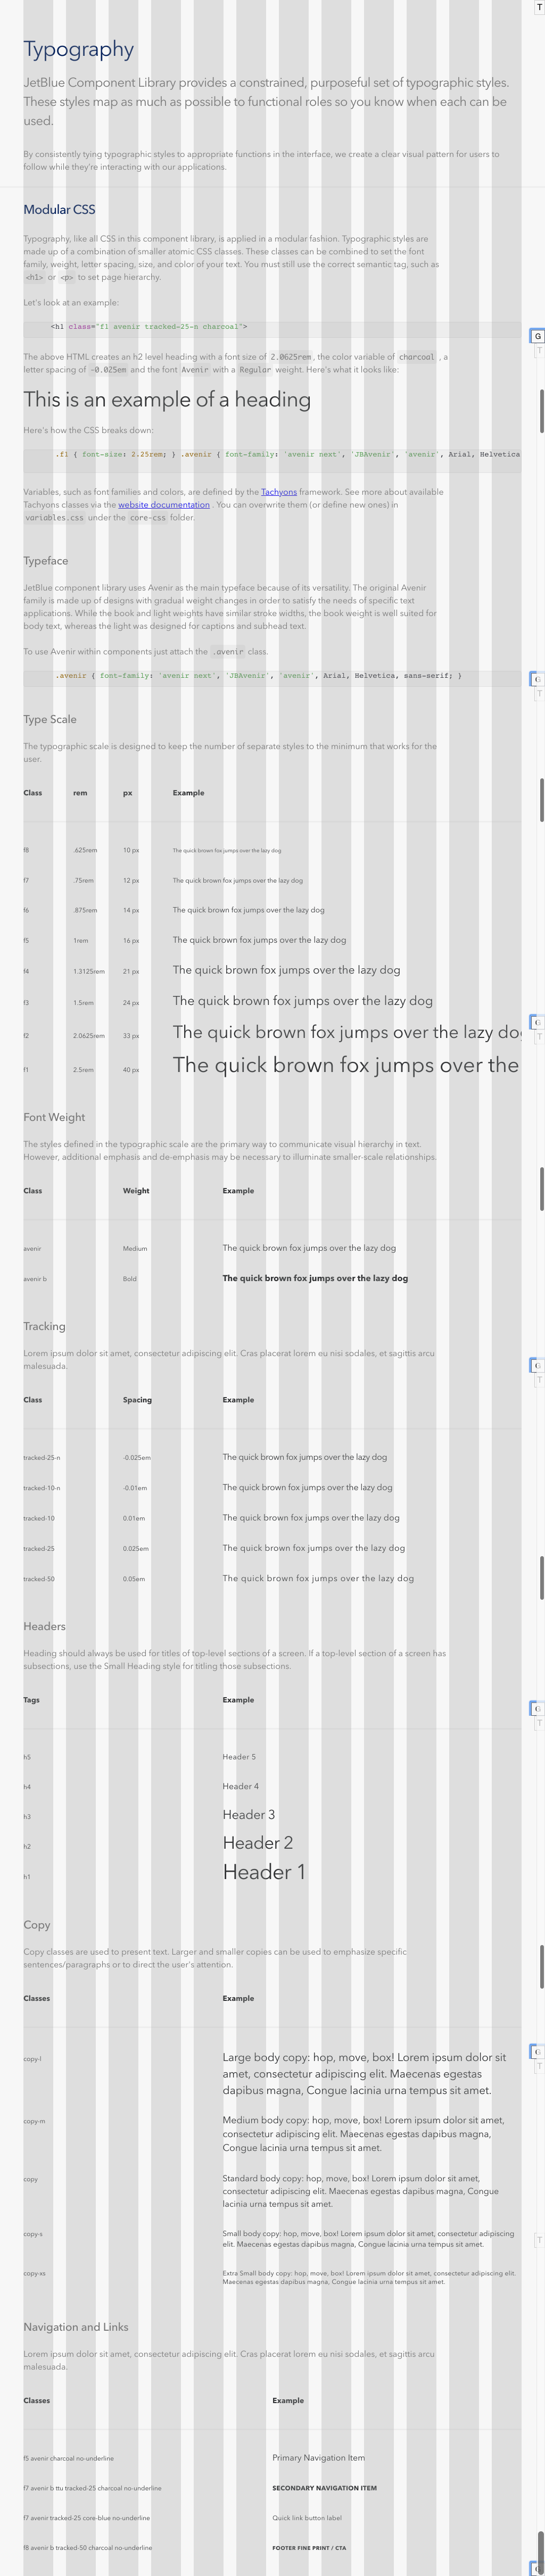 T
Typography
JetBlue Component Library provides a constrained, purposeful set of typographic styles.
These styles map as much as possible to functional roles so you know when each can be
used.
By consistently tying typographic styles to appropriate functions in the interface, we create a clear visual pattern for users to
follow while they're interacting with our applications.
Modular CSS
Typography, like all CSS in this component library, is applied in a modular fashion. Typographic styles are
made up of a combination of smaller atomic CSS classes. These classes can be combined to set the font
family, weight, letter spacing, size, and color of your text. You must still use the correct semantic tag, such as
<h1> or <p> to set page hierarchy.
Let's look at an example:
<h1 class="f1 avenir tracked-25-n charcoal">
G
T
The above HTML creates an h2 level heading with a font size of 2.0625rem , the color variable of charcoal , a
letter spacing of -0.025em and the font Avenir with a Regular weight. Here's what it looks like:
This is an example of a heading
Here's how the CSS breaks down:
.f1 { font-size: 2.25rem; } .avenir { font-family: 'avenir next', 'JBAvenir', 'avenir', Arial, Helvetica
Variables, such as font families and colors, are defined by the Tachyons framework. See more about available
Tachyons classes via the website documentation . You can overwrite them (or define new ones) in
variables.css under the core-css folder.
Typeface
JetBlue component library uses Avenir as the main typeface because of its versatility. The original Avenir
family is made up of designs with gradual weight changes in order to satisfy the needs of specific text
applications. While the book and light weights have similar stroke widths, the book weight is well suited for
body text, whereas the light was designed for captions and subhead text.
To use Avenir within components just attach the .avenir class.
.avenir { font-family: 'avenir next', 'JBAvenir', 'avenir', Arial, Helvetica, sans-serif; }
G
T
Type Scale
The typographic scale is designed to keep the number of separate styles to the minimum that works for the
user.
Class rem px Example
f8 .625rem 10 px The quick brown fox jumps over the lazy dog
f7 .75rem 12 px The quick brown fox jumps over the lazy dog
f6 .875rem 14 px The quick brown fox jumps over the lazy dog
f5 1rem 16 px The quick brown fox jumps over the lazy dog
f4 1.3125rem 21 px The quick brown fox jumps over the lazy dog
f3 1.5rem 24 px The quick brown fox jumps over the lazy dog
G
f2 2.0625rem 33 px The quick brown fox jumps over the lazy dog
T
f1 2.5rem 40 px The quick brown fox jumps over the
Font Weight
The styles defined in the typographic scale are the primary way to communicate visual hierarchy in text.
However, additional emphasis and de-emphasis may be necessary to illuminate smaller-scale relationships.
Class Weight Example
avenir Medium The quick brown fox jumps over the lazy dog
avenir b Bold The quick brown fox jumps over the lazy dog
Tracking
Lorem ipsum dolor sit amet, consectetur adipiscing elit. Cras placerat lorem eu nisi sodales, et sagittis arcu
malesuada.
G
T
Class Spacing Example
tracked-25-n -0.025em The quick brown fox jumps over the lazy dog
tracked-10-n -0.01em The quick brown fox jumps over the lazy dog
tracked-10 0.01em The quick brown fox jumps over the lazy dog
tracked-25 0.025em The quick brown fox jumps over the lazy dog
tracked-50 0.05em The quick brown fox jumps over the lazy dog
Headers
Heading should always be used for titles of top-level sections of a screen. If a top-level section of a screen has
subsections, use the Small Heading style for titling those subsections.
Tags Example
G
T
h5 Header 5
h4 Header 4
h3 Header 3
h2 Header 2
h1 Header 1
Copy
Copy classes are used to present text. Larger and smaller copies can be used to emphasize specific
sentences/paragraphs or to direct the user's attention.
Classes Example
G
T
copy-l Large body copy: hop, move, box! Lorem ipsum dolor sit
amet, consectetur adipiscing elit. Maecenas egestas
dapibus magna, Congue lacinia urna tempus sit amet.
copy-m Medium body copy: hop, move, box! Lorem ipsum dolor sit amet,
consectetur adipiscing elit. Maecenas egestas dapibus magna,
Congue lacinia urna tempus sit amet.
copy Standard body copy: hop, move, box! Lorem ipsum dolor sit amet,
consectetur adipiscing elit. Maecenas egestas dapibus magna, Congue
lacinia urna tempus sit amet.
copy-s Small body copy: hop, move, box! Lorem ipsum dolor sit amet, consectetur adipiscing
elit. Maecenas egestas dapibus magna, Congue lacinia urna tempus sit amet.
T
copy-xs Extra Small body copy: hop, move, box! Lorem ipsum dolor sit amet, consectetur adipiscing elit.
Maecenas egestas dapibus magna, Congue lacinia urna tempus sit amet.
Navigation and Links
Lorem ipsum dolor sit amet, consectetur adipiscing elit. Cras placerat lorem eu nisi sodales, et sagittis arcu
malesuada.
Classes Example
f5 avenir charcoal no-underline Primary Navigation Item
f7 avenir b ttu tracked-25 charcoal no-underline SECONDARY NAVIGATION ITEM
f7 avenir tracked-25 core-blue no-underline Quick link button label
f8 avenir b tracked-50 charcoal no-underline FOOTER FINE PRINT / CTA